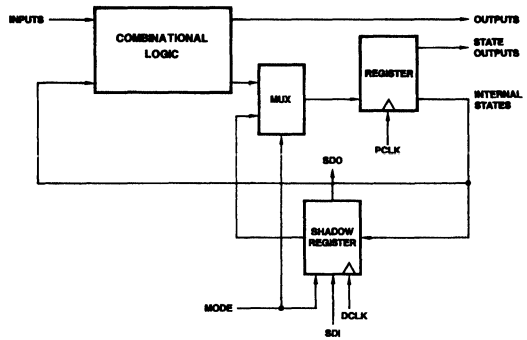 INPUTS
COMBINATIONAL
LOGIC
OUTPUTS
STATE
OUTPUTS
REGISTER
MUX
INTERNAL
STATES
PCLK
SDO
SHADOW
REGISTER
MODE
DCLK
SDI